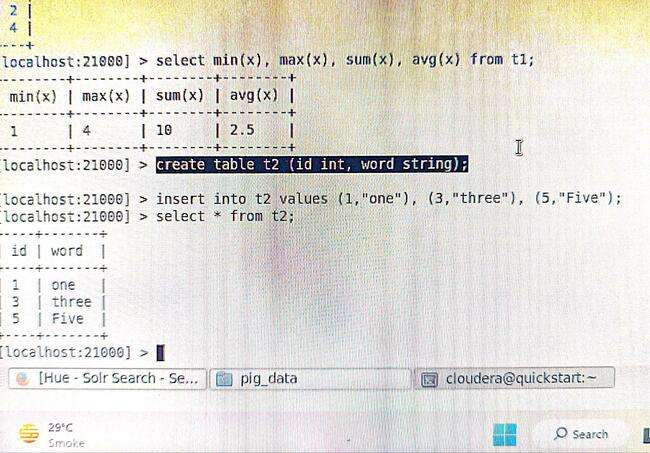 2 |
4 |
---+
[localhost:21000] > select min(x), max(x), sum(x), avg(x) from t1;
+--------+--------+--------+--------+
min(x) | max(x) | sum(x) | avg(x) |
+--------+--------+--------+--------+
1 | 4 | 10 | 2.5 |
+--------+--------+--------+--------+
[localhost:21000] > create table t2 (id int, word string);
[localhost:21000] > insert into t2 values (1,"one"), (3,"three"), (5,"Five");
[localhost:21000] > select * from t2;
+----+-------+
id | word |
+----+-------+
1 | one |
3 | three |
5 | Five |
+----+-------+
[localhost:21000] >
[Hue - Solr Search - Se... pig_data cloudera@quickstart:~
29°C
Smoke
Search